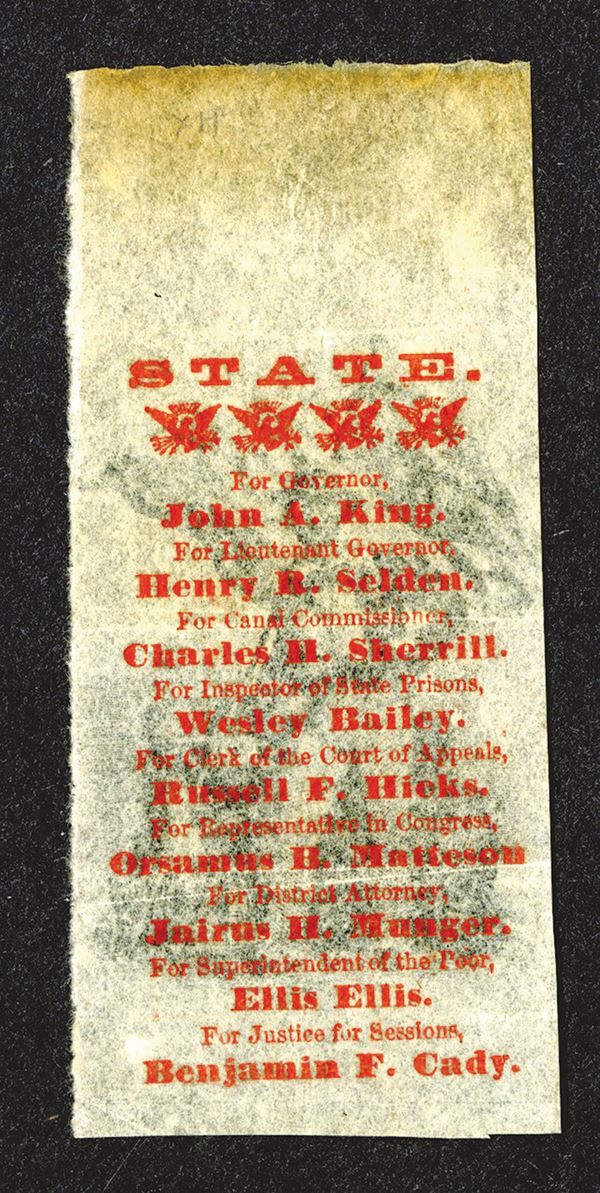 STATE.
For Governor,
John A. King.
For Lieutenant Governor,
Henry R. Selden.
For Canal Commissioner,
Charles H. Sherrill.
For Inspector of State Prisons,
Wesley Bailey.
For Clerk of the Court of Appeals,
Russell F. Hicks.
For Representative in Congress,
Orsamus B. Matteson
For District Attorney,
Jairus H. Munger.
For Superintendent of the Poor,
Ellis Ellis.
For Justice for Sessions,
Benjamin F. Cady.